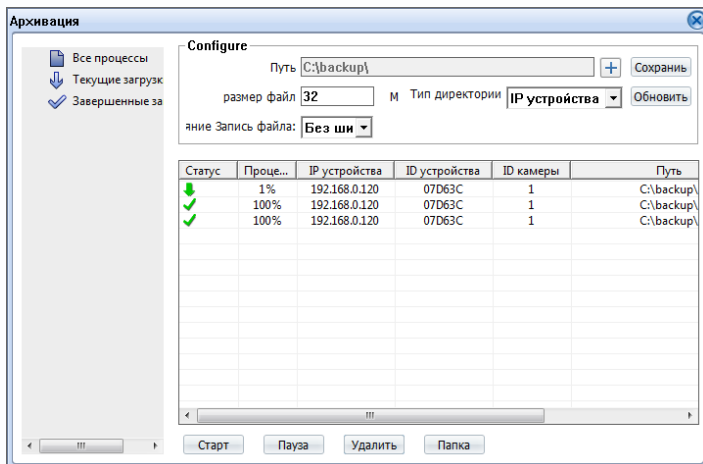 Архивация
Все процессы
Текущие загрузк
Завершенные за
Configure
Путь C:\backup\ + Сохрание
размер файл 32 М Тип директории IP устройства Обновить
яние Запись файла: Без ши
Статус Проце... IP устройства ID устройства ID камеры Путь
1% 192.168.0.120 07D63C 1 C:\backup\
100% 192.168.0.120 07D63C 1 C:\backup\
100% 192.168.0.120 07D63C 1 C:\backup\
Старт Пауза Удалить Папка